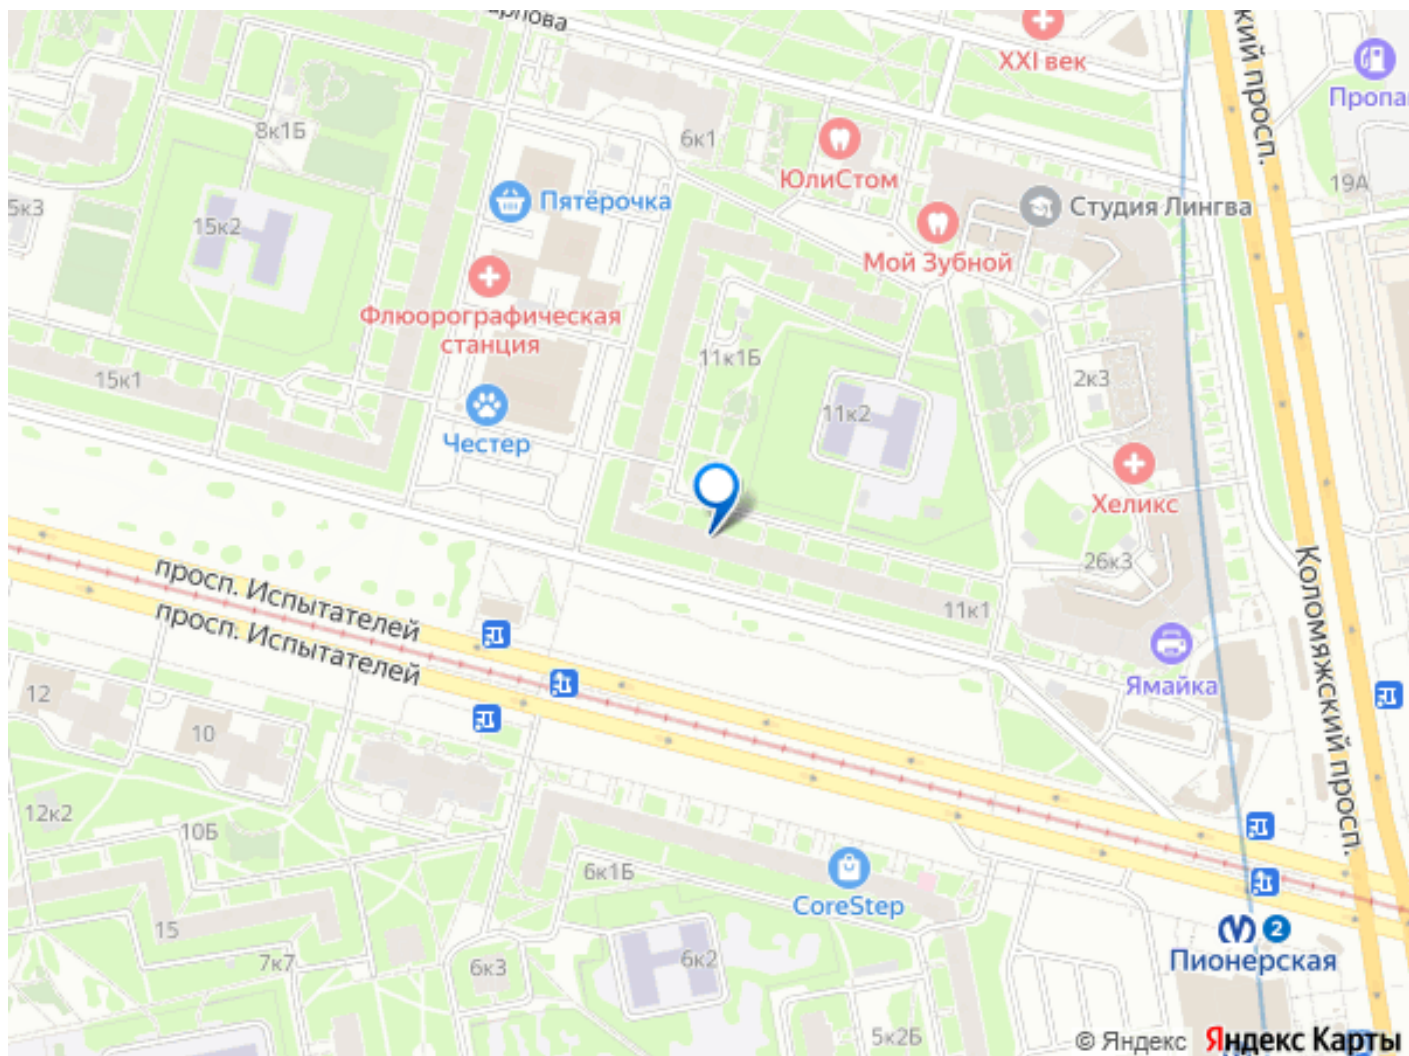 XXI век
Пропа
8к1Б
6к1
ЮлиСтом
19А
5к3
Пятёрочка
15к2
Студия Лингва
Мой Зубной
Флюорографическая
станция
11к1Б
15к1
2к3
11к2
Честер
Хеликс
26к3
просп. Испытателей
просп. Испытателей
11к1
Коломяжский просп.
Ямайка
12
10
12к2
10Б
6к1Б
CoreStep
15
7к7
6к3
6к2
2
Пионерская
5к2Б
© Яндекс Яндекс Карты